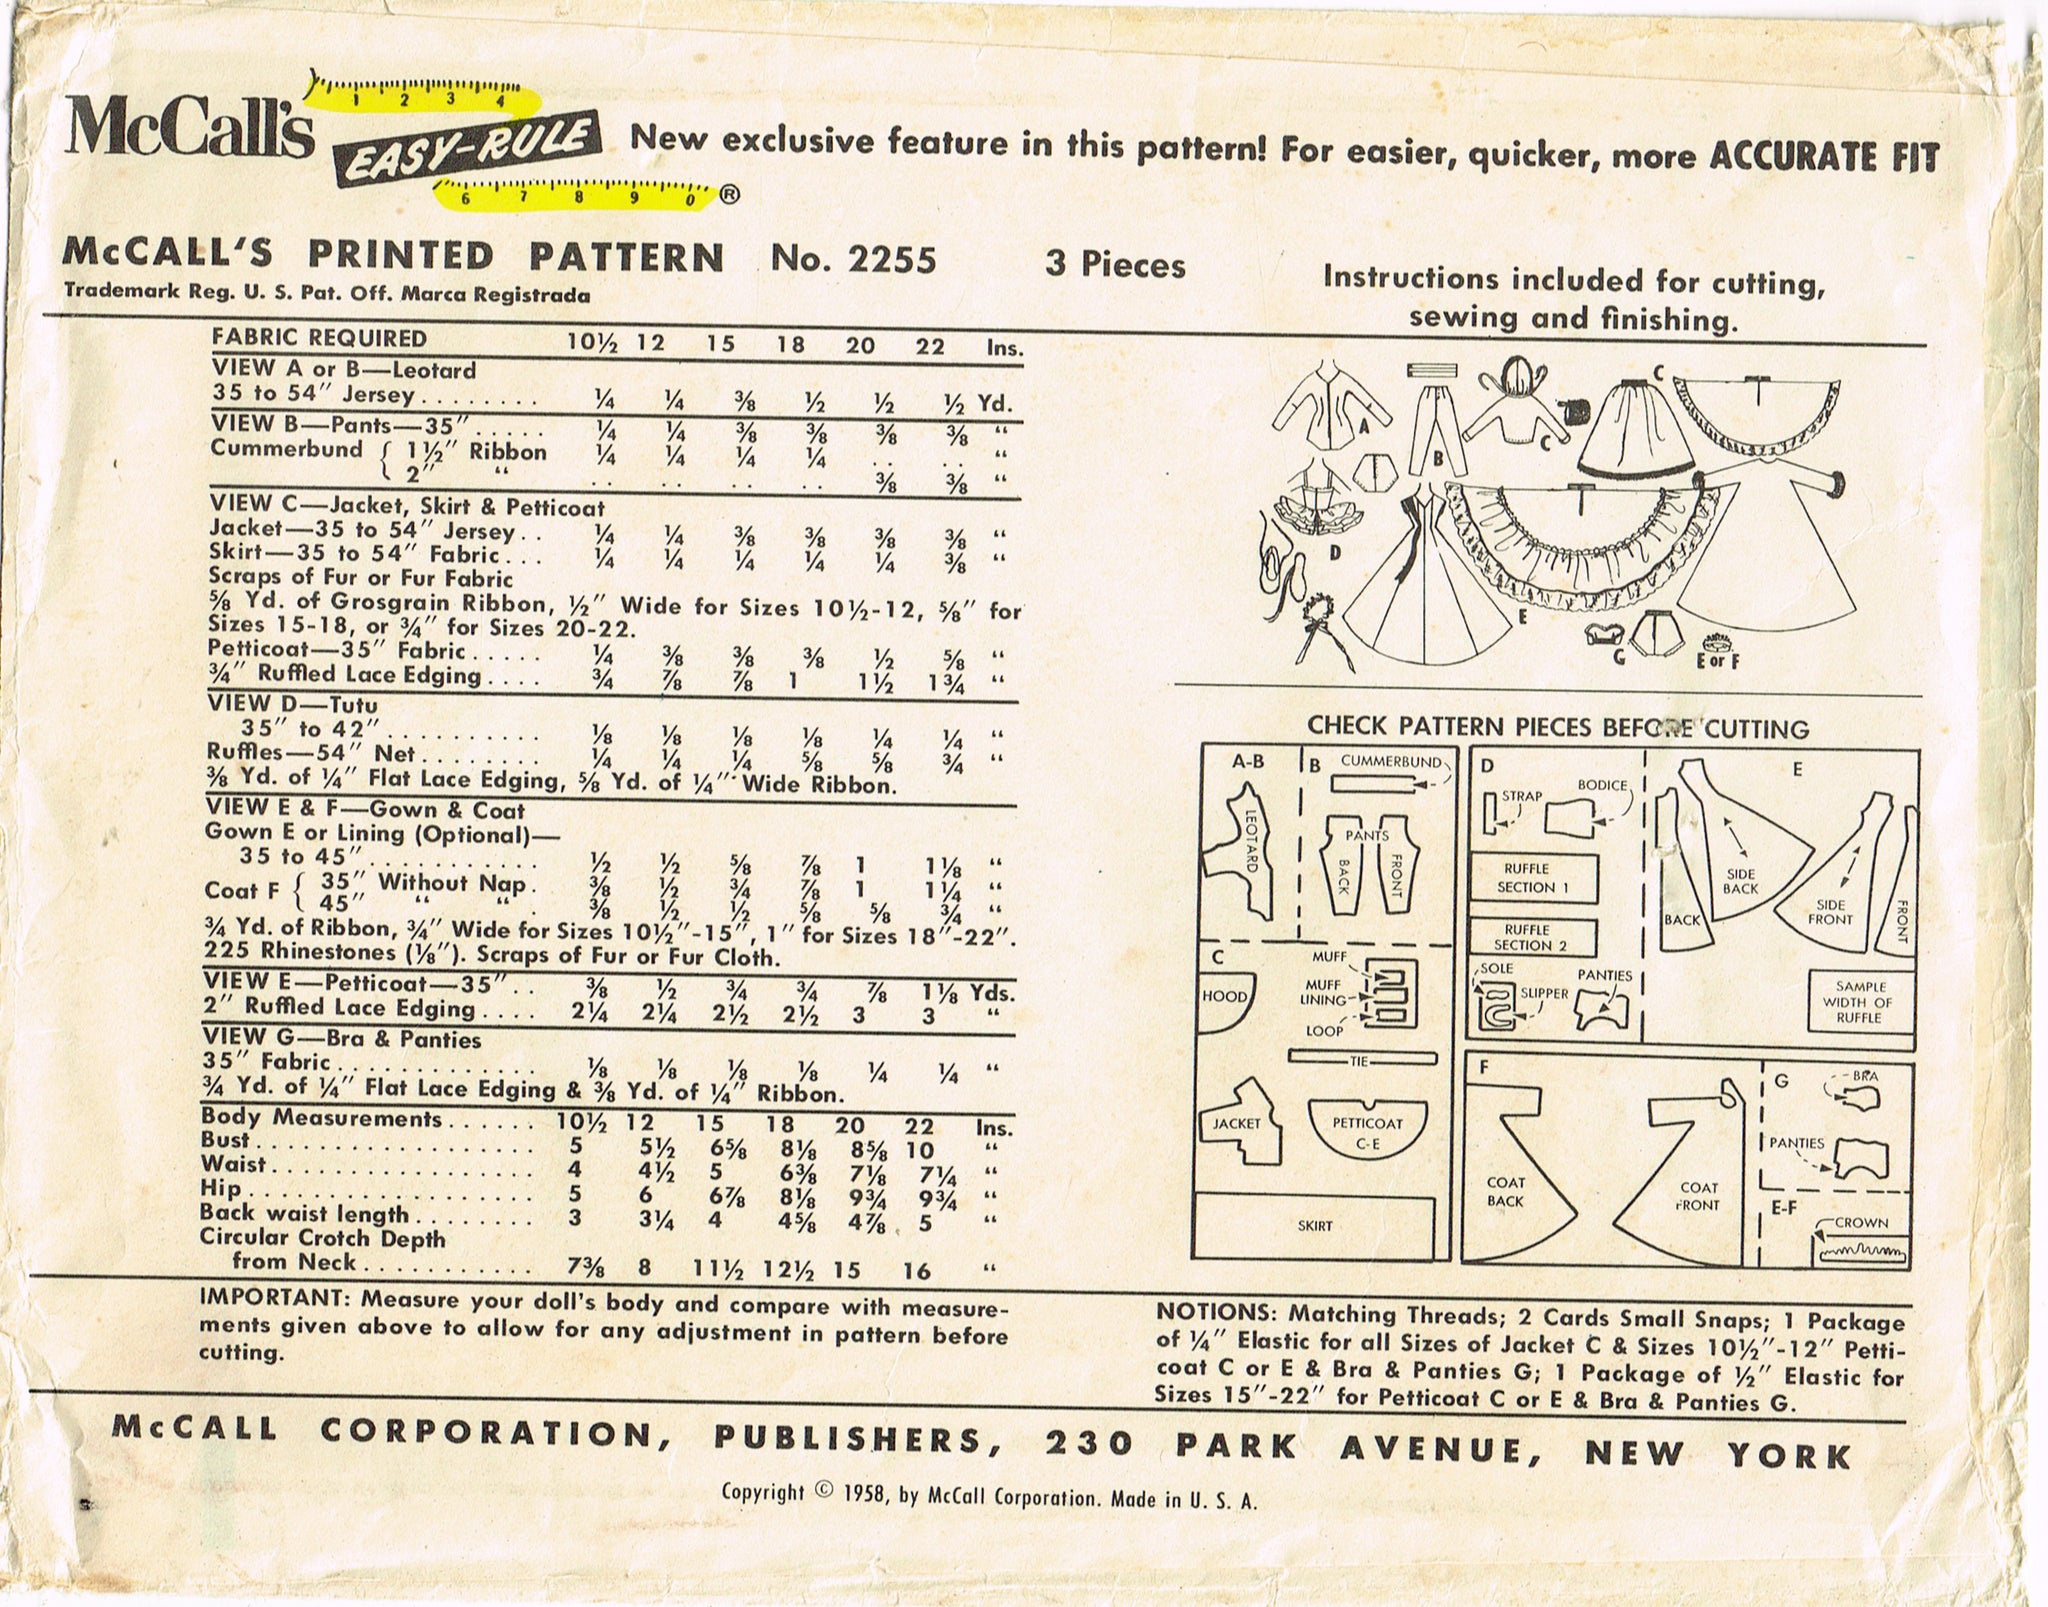 McCall's
1 2 3 4
EASY-RULE
6 7 8 9 0 ®
New exclusive feature in this pattern! For easier, quicker, more ACCURATE FIT
McCALL'S PRINTED PATTERN No. 2255 3 Pieces
Trademark Reg. U. S. Pat. Off. Marca Registrada
Instructions included for cutting,
sewing and finishing.
FABRIC REQUIRED 10½ 12 15 18 20 22 Ins.
VIEW A or B—Leotard
35 to 54" Jersey........ ¼ ¼ ⅜ ½ ½ ½ Yd.
VIEW B—Pants—35"..... ¼ ¼ ⅜ ⅜ ⅜ ⅜ "
Cummerbund { 1½" Ribbon ¼ ¼ ¼ ¼ .. .. "
2" " .. .. .. .. ⅜ ⅜ "
VIEW C—Jacket, Skirt & Petticoat
Jacket—35 to 54" Jersey.. ¼ ¼ ⅜ ⅜ ⅜ ⅜ "
Skirt—35 to 54" Fabric... ¼ ¼ ¼ ¼ ¼ ⅜ "
Scraps of Fur or Fur Fabric
⅝ Yd. of Grosgrain Ribbon, ½" Wide for Sizes 10½-12, ⅝" for
Sizes 15-18, or ¾" for Sizes 20-22.
Petticoat—35" Fabric..... ¼ ⅜ ⅜ ⅜ ½ ⅝ "
¾" Ruffled Lace Edging.... ¾ ⅞ ⅞ 1 1½ 1¾ "
VIEW D—Tutu
35" to 42".......... ⅛ ⅛ ⅛ ⅛ ¼ ¼ "
Ruffles—54" Net........ ¼ ¼ ¼ ⅝ ⅝ ¾ "
⅜ Yd. of ¼" Flat Lace Edging, ⅝ Yd. of ¼" Wide Ribbon.
VIEW E & F—Gown & Coat
Gown E or Lining (Optional)—
35 to 45"........... ½ ½ ⅝ ⅞ 1 1⅛ "
Coat F { 35" Without Nap. ⅜ ½ ¾ ⅞ 1 1¼ "
45" " " . ⅜ ½ ½ ⅝ ⅝ ¾ "
¾ Yd. of Ribbon, ¾" Wide for Sizes 10½"-15", 1" for Sizes 18"-22".
225 Rhinestones (⅛"). Scraps of Fur or Fur Cloth.
VIEW E—Petticoat—35".. ⅜ ½ ¾ ¾ ⅞ 1⅛ Yds.
2" Ruffled Lace Edging.... 2¼ 2¼ 2½ 2½ 3 3 "
VIEW G—Bra & Panties
35" Fabric............. ⅛ ⅛ ⅛ ⅛ ¼ ¼ "
¾ Yd. of ¼" Flat Lace Edging & ⅜ Yd. of ¼" Ribbon.
Body Measurements...... 10½ 12 15 18 20 22 Ins.
Bust................. 5 5½ 6⅝ 8⅛ 8⅝ 10 "
Waist................ 4 4½ 5 6⅜ 7⅛ 7¼ "
Hip.................. 5 6 6⅞ 8⅛ 9¾ 9¾ "
Back waist length........ 3 3¼ 4 4⅝ 4⅞ 5 "
Circular Crotch Depth
from Neck........... 7⅜ 8 11½ 12½ 15 16 "
IMPORTANT: Measure your doll's body and compare with measure-
ments given above to allow for any adjustment in pattern before
cutting.
A
B
C
C
D
E
G
E or F
CHECK PATTERN PIECES BEFORE CUTTING
A-B
LEOTARD
B
CUMMERBUND
PANTS
BACK
FRONT
C
HOOD
MUFF
MUFF
LINING
LOOP
TIE
JACKET
PETTICOAT
C-E
SKIRT
D
STRAP
BODICE
RUFFLE
SECTION 1
RUFFLE
SECTION 2
SOLE
SLIPPER
PANTIES
E
BACK
SIDE
BACK
SIDE
FRONT
FRONT
SAMPLE
WIDTH OF
RUFFLE
F
COAT
BACK
COAT
FRONT
G
BRA
PANTIES
E-F
CROWN
NOTIONS: Matching Threads; 2 Cards Small Snaps; 1 Package
of ¼" Elastic for all Sizes of Jacket C & Sizes 10½"-12" Petti-
coat C or E & Bra & Panties G; 1 Package of ½" Elastic for
Sizes 15"-22" for Petticoat C or E & Bra & Panties G.
McCALL CORPORATION, PUBLISHERS, 230 PARK AVENUE, NEW YORK
Copyright © 1958, by McCall Corporation. Made in U. S. A.